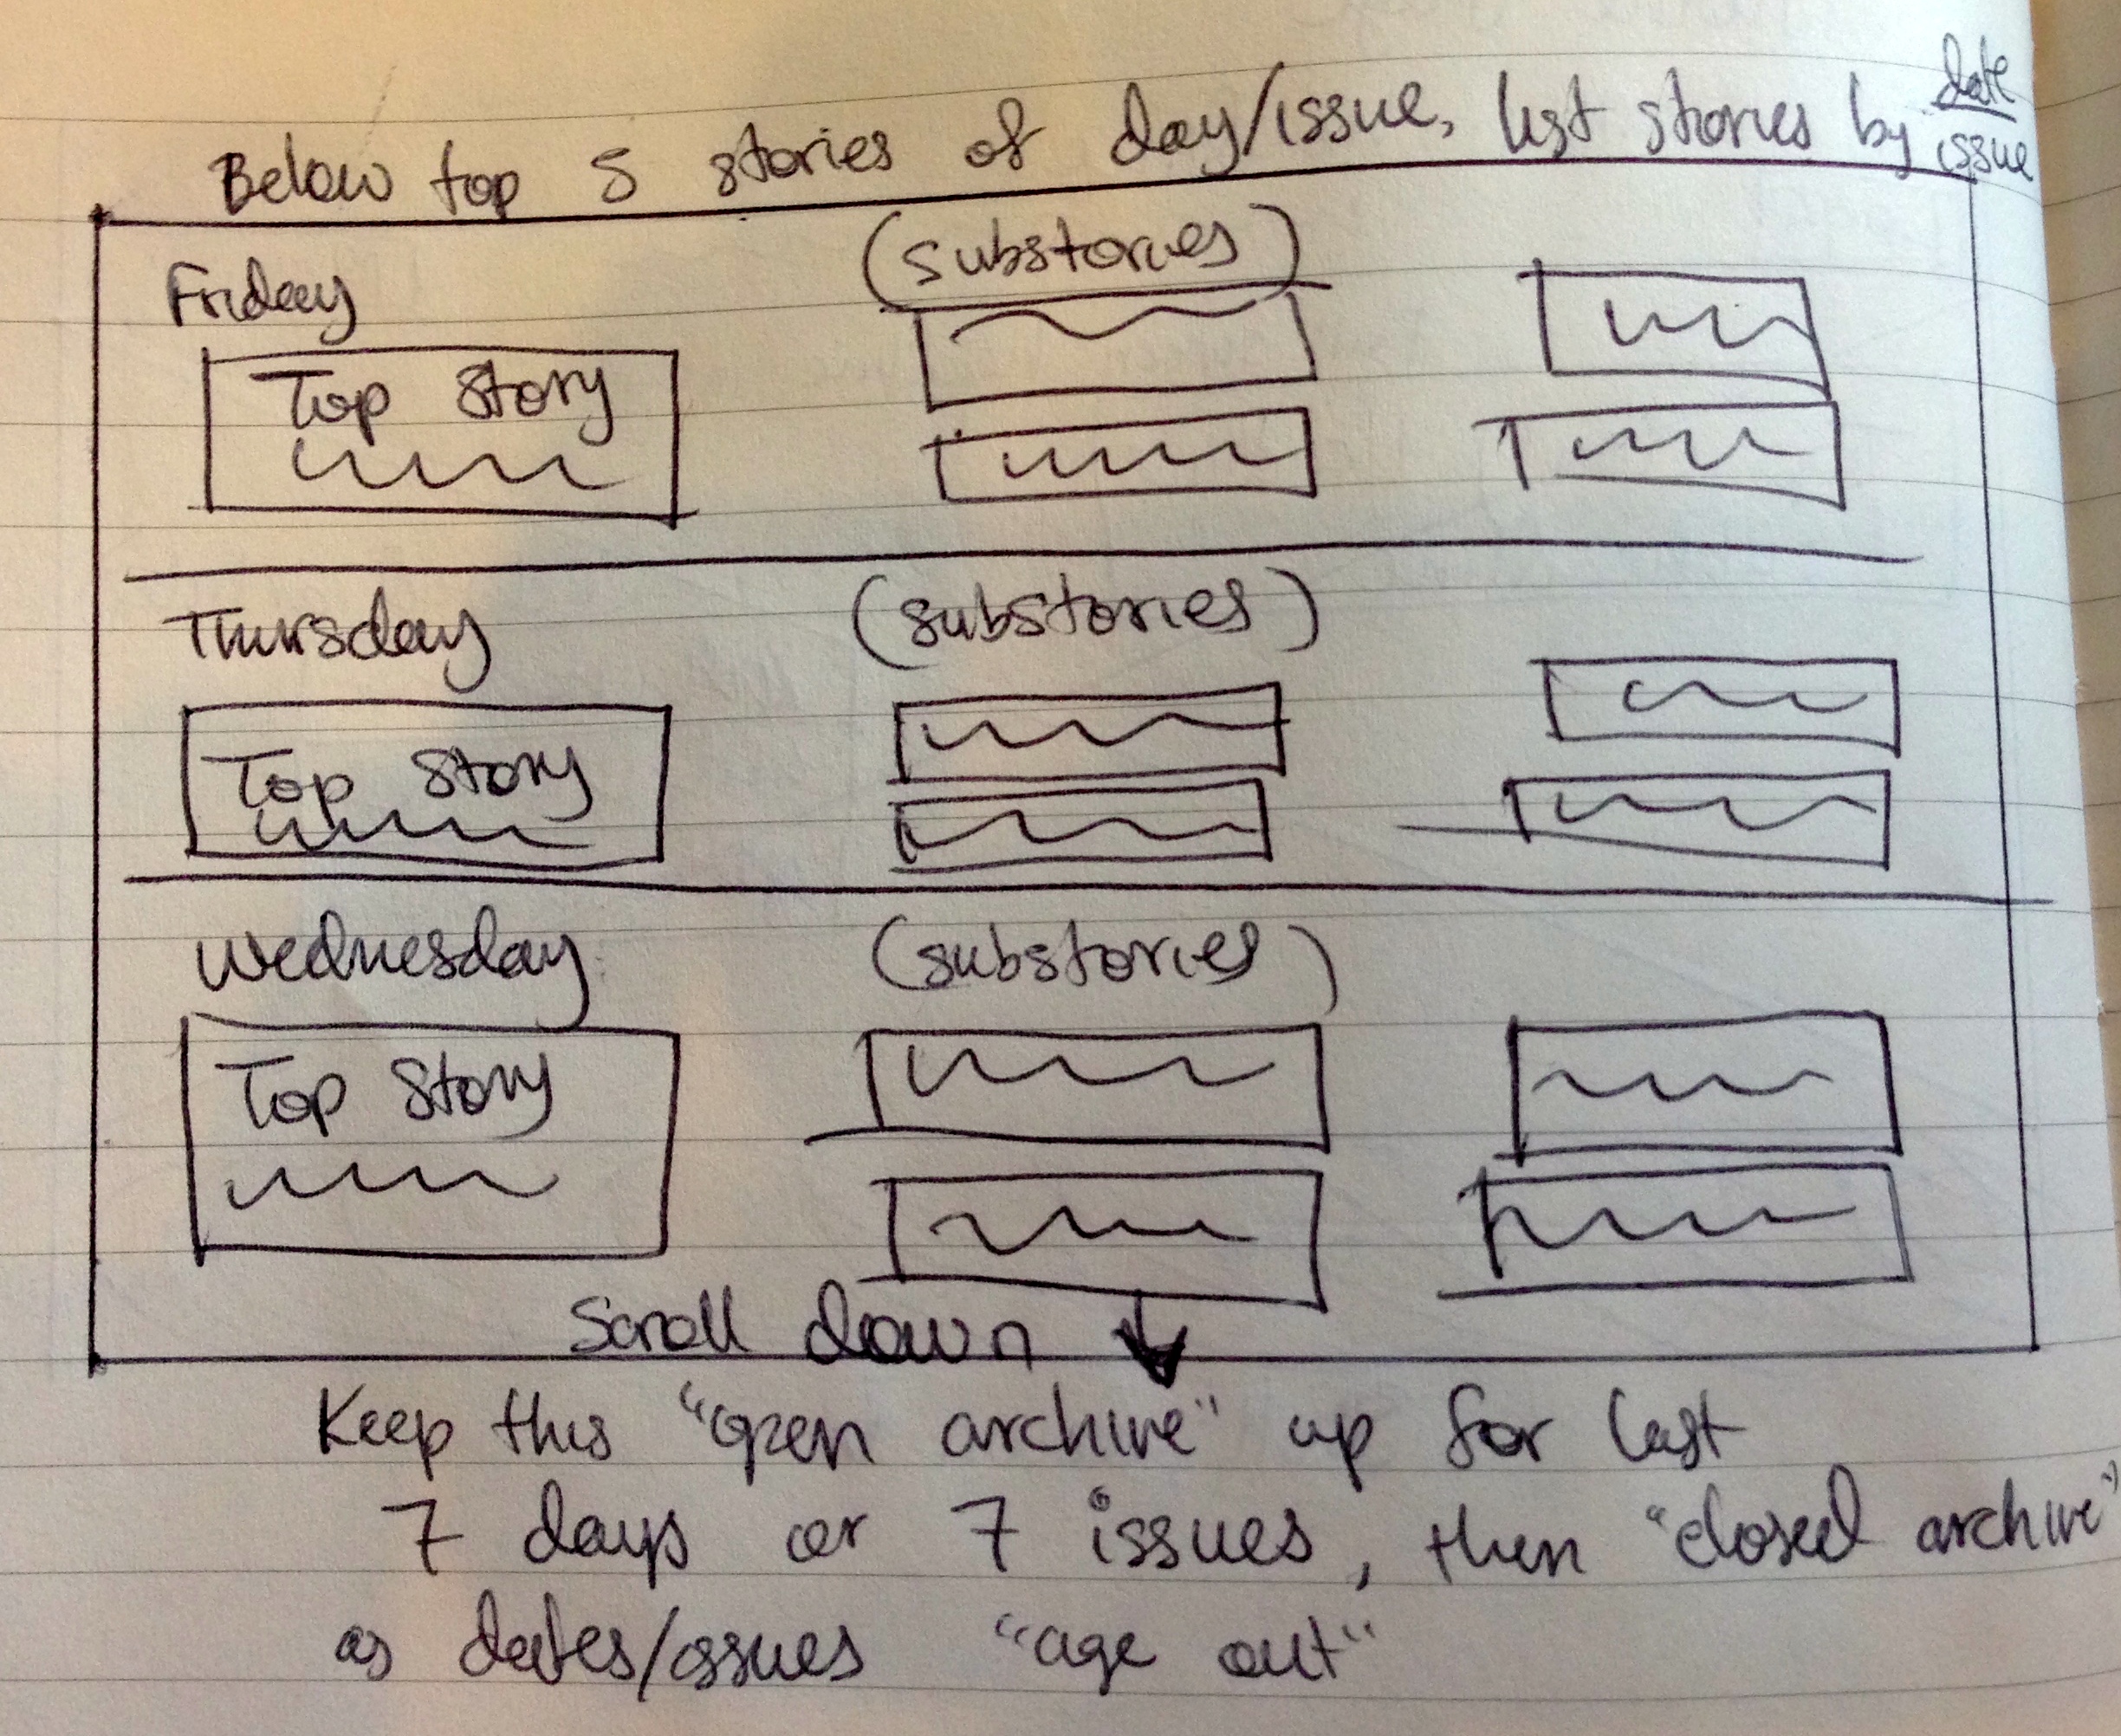 Below top 5 stories of day/issue, list stories by date/issue
Friday (substories)
Top Story
Thursday (substories)
Top Story
Wednesday (substories)
Top Story
Scroll down
Keep this "open archive" up for last
7 days or 7 issues, then "closed archive"
as dates/issues "age out"